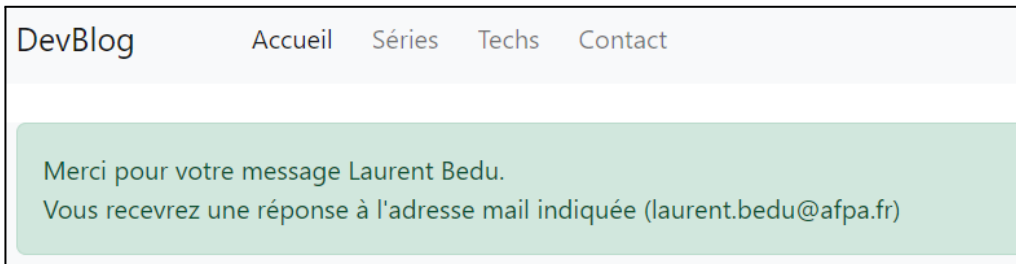 DevBlog Accueil Séries Techs Contact
Merci pour votre message Laurent Bedu.
Vous recevrez une réponse à l'adresse mail indiquée (laurent.bedu@afpa.fr)